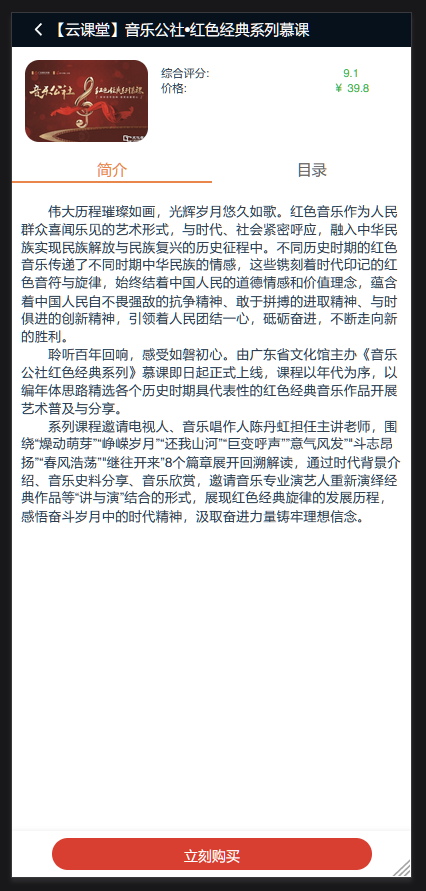 【云课堂】音乐公社•红色经典系列慕课
音乐公社
红色经典系列慕课
综合评分:
9.1
价格:
¥ 39.8
简介
目录
伟大历程璀璨如画，光辉岁月悠久如歌。红色音乐作为人民
群众喜闻乐见的艺术形式，与时代、社会紧密呼应，融入中华民
族实现民族解放与民族复兴的历史征程中。不同历史时期的红色
音乐传递了不同时期中华民族的情感，这些镌刻着时代印记的红
色音符与旋律，始终结着中国人民的道德情感和价值理念，蕴含
着中国人民自不畏强敌的抗争精神、敢于拼搏的进取精神、与时
俱进的创新精神，引领着人民团结一心，砥砺奋进，不断走向新
的胜利。
聆听百年回响，感受如磐初心。由广东省文化馆主办《音乐
公社红色经典系列》慕课即日起正式上线，课程以年代为序，以
编年体思路精选各个历史时期具代表性的红色经典音乐作品开展
艺术普及与分享。
系列课程邀请电视人、音乐唱作人陈丹虹担任主讲老师，围
绕“燥动萌芽”“峥嵘岁月”“还我山河”“巨变呼声”“意气风发”“斗志昂
扬”“春风浩荡”“继往开来”8个篇章展开回溯解读，通过时代背景介
绍、音乐史料分享、音乐欣赏，邀请音乐专业演艺人重新演绎经
典作品等“讲与演”结合的形式，展现红色经典旋律的发展历程，
感悟奋斗岁月中的时代精神，汲取奋进力量铸牢理想信念。
立刻购买